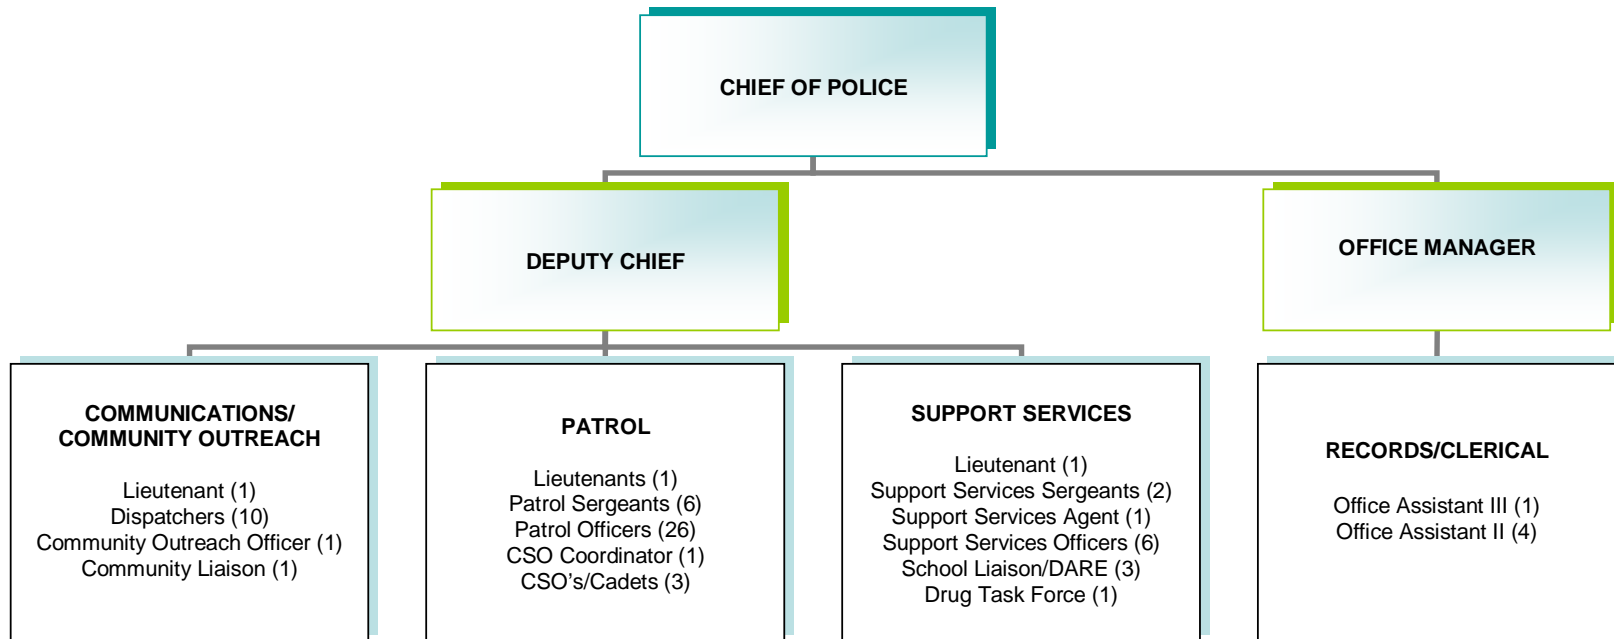 CHIEF OF POLICE
DEPUTY CHIEF
OFFICE MANAGER
COMMUNICATIONS/
COMMUNITY OUTREACH
Lieutenant (1)
Dispatchers (10)
Community Outreach Officer (1)
Community Liaison (1)
PATROL
Lieutenants (1)
Patrol Sergeants (6)
Patrol Officers (26)
CSO Coordinator (1)
CSO's/Cadets (3)
SUPPORT SERVICES
Lieutenant (1)
Support Services Sergeants (2)
Support Services Agent (1)
Support Services Officers (6)
School Liaison/DARE (3)
Drug Task Force (1)
RECORDS/CLERICAL
Office Assistant III (1)
Office Assistant II (4)